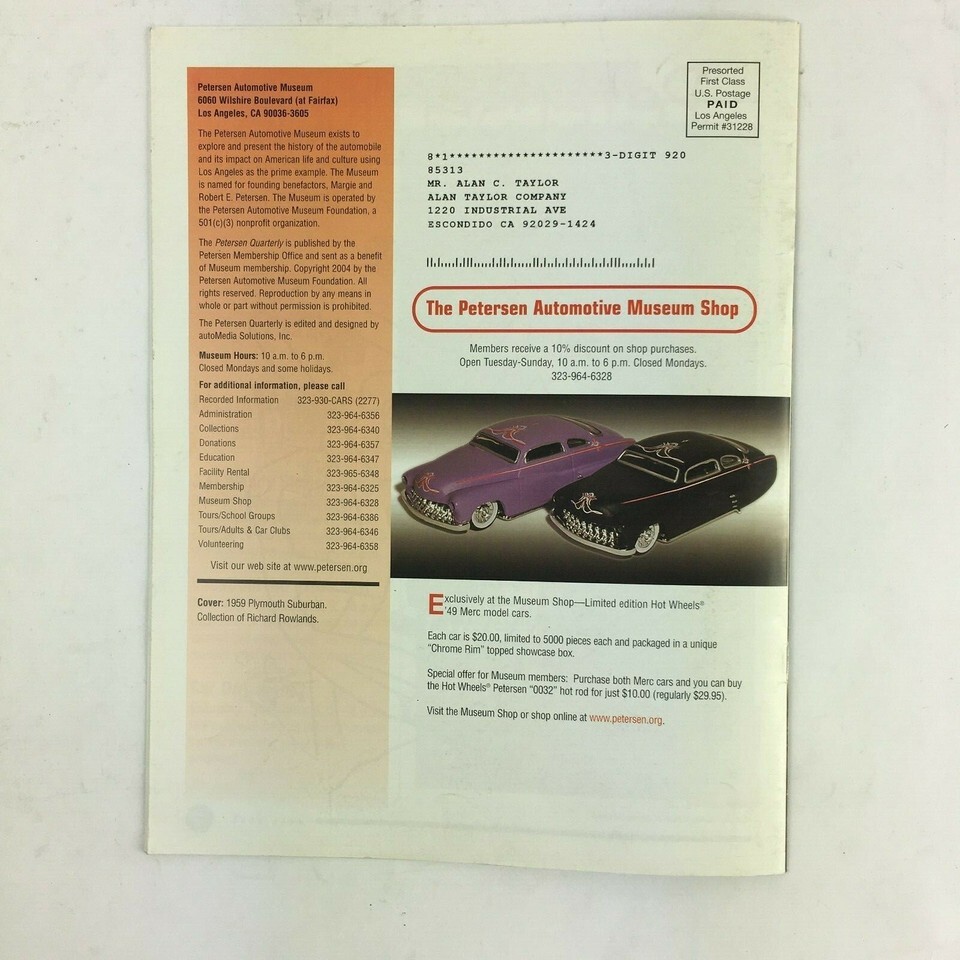 Petersen Automotive Museum
6060 Wilshire Boulevard (at Fairfax)
Los Angeles, CA 90036-3605
The Petersen Automotive Museum exists to
explore and present the history of the automobile
and its impact on American life and culture using
Los Angeles as the prime example. The Museum
is named for founding benefactors, Margie and
Robert E. Petersen. The Museum is operated by
the Petersen Automotive Museum Foundation, a
501(c)(3) nonprofit organization.
The Petersen Quarterly is published by the
Petersen Membership Office and sent as a benefit
of Museum membership. Copyright 2004 by the
Petersen Automotive Museum Foundation. All
rights reserved. Reproduction by any means in
whole or part without permission is prohibited.
The Petersen Quarterly is edited and designed by
autoMedia Solutions, Inc.
Museum Hours: 10 a.m. to 6 p.m.
Closed Mondays and some holidays.
For additional information, please call
Recorded Information 323-930-CARS (2277)
Administration 323-964-6356
Collections 323-964-6340
Donations 323-964-6357
Education 323-964-6347
Facility Rental 323-965-6348
Membership 323-964-6325
Museum Shop 323-964-6328
Tours/School Groups 323-964-6386
Tours/Adults & Car Clubs 323-964-6346
Volunteering 323-964-6358
Visit our web site at www.petersen.org
Cover: 1959 Plymouth Suburban.
Collection of Richard Rowlands.
Presorted
First Class
U.S. Postage
PAID
Los Angeles
Permit #31228
8*1**********************3-DIGIT 920
85313
MR. ALAN C. TAYLOR
ALAN TAYLOR COMPANY
1220 INDUSTRIAL AVE
ESCONDIDO CA 92029-1424
The Petersen Automotive Museum Shop
Members receive a 10% discount on shop purchases.
Open Tuesday-Sunday, 10 a.m. to 6 p.m. Closed Mondays.
323-964-6328
Exclusively at the Museum Shop—Limited edition Hot Wheels®
'49 Merc model cars.
Each car is $20.00, limited to 5000 pieces each and packaged in a unique
"Chrome Rim" topped showcase box.
Special offer for Museum members: Purchase both Merc cars and you can buy
the Hot Wheels® Petersen "0032" hot rod for just $10.00 (regularly $29.95).
Visit the Museum Shop or shop online at www.petersen.org.